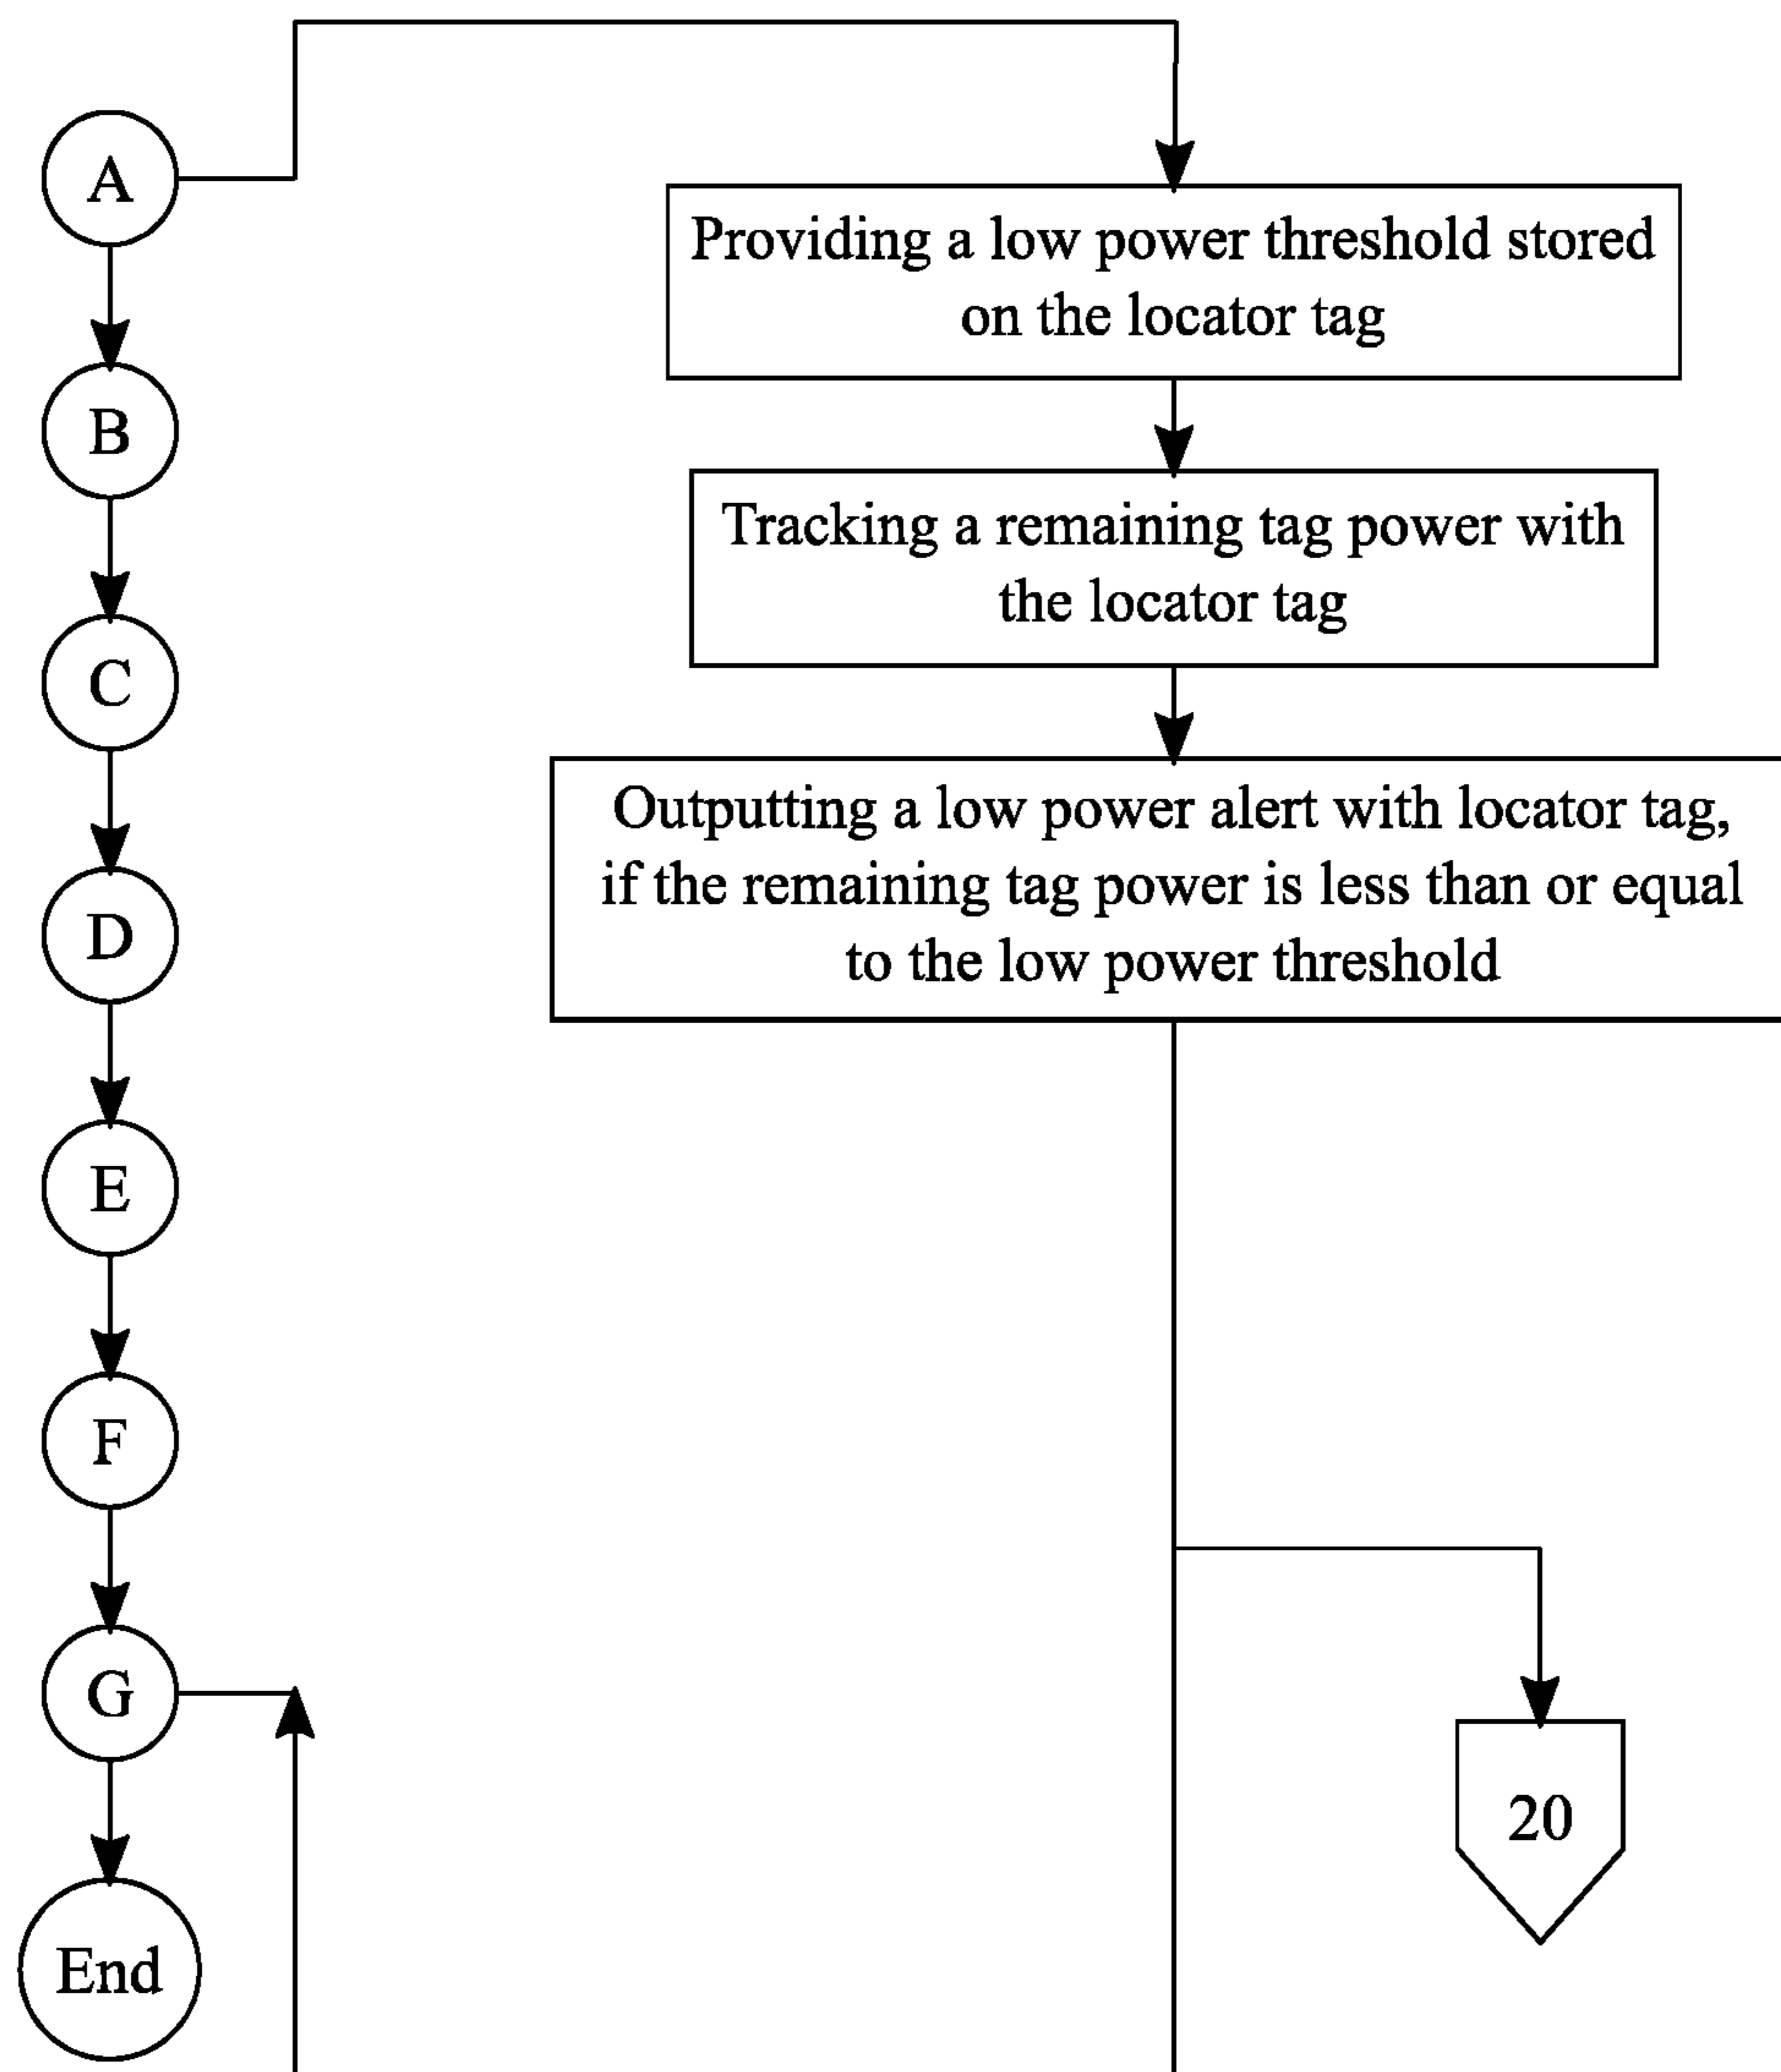 A
B
C
D
E
F
G
End
Providing a low power threshold stored
on the locator tag
Tracking a remaining tag power with
the locator tag
Outputting a low power alert with locator tag,
if the remaining tag power is less than or equal
to the low power threshold
20